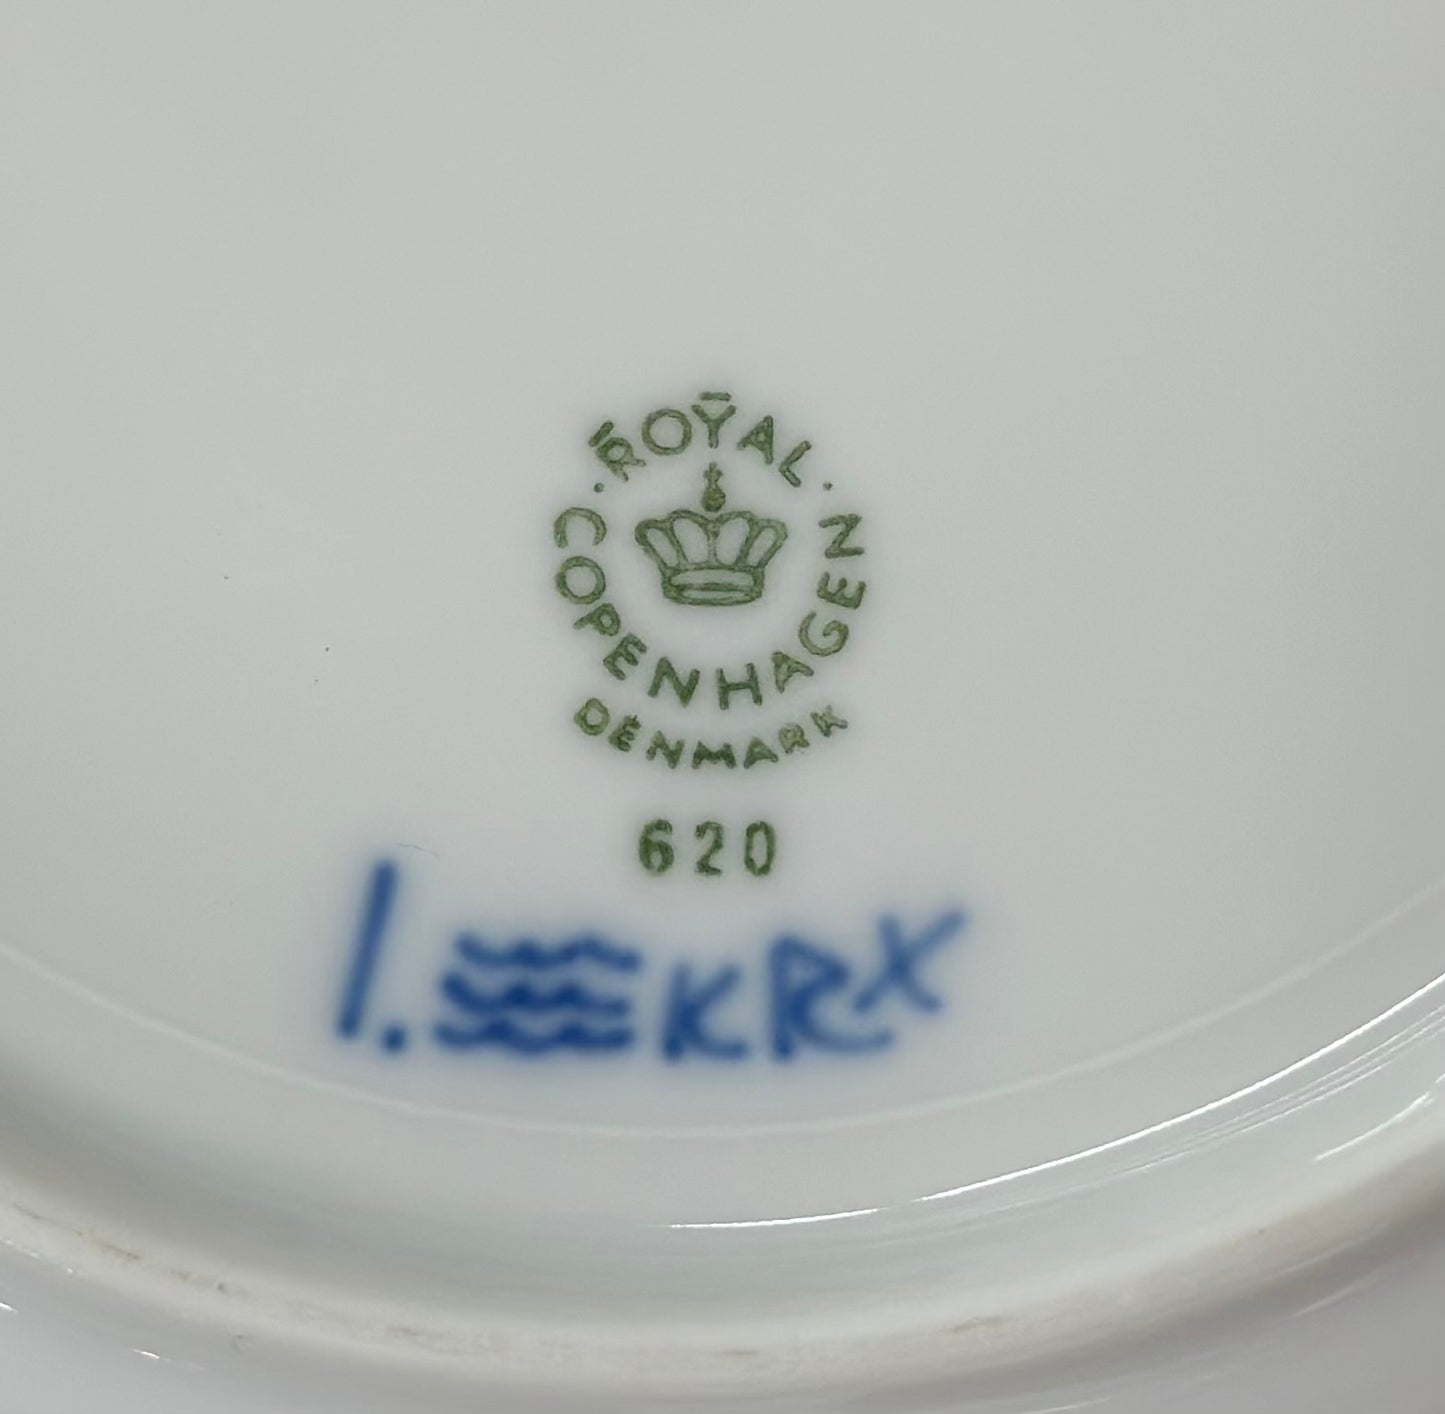 · ROYAL ·
COPENHAGEN
DENMARK
620
1. KRX